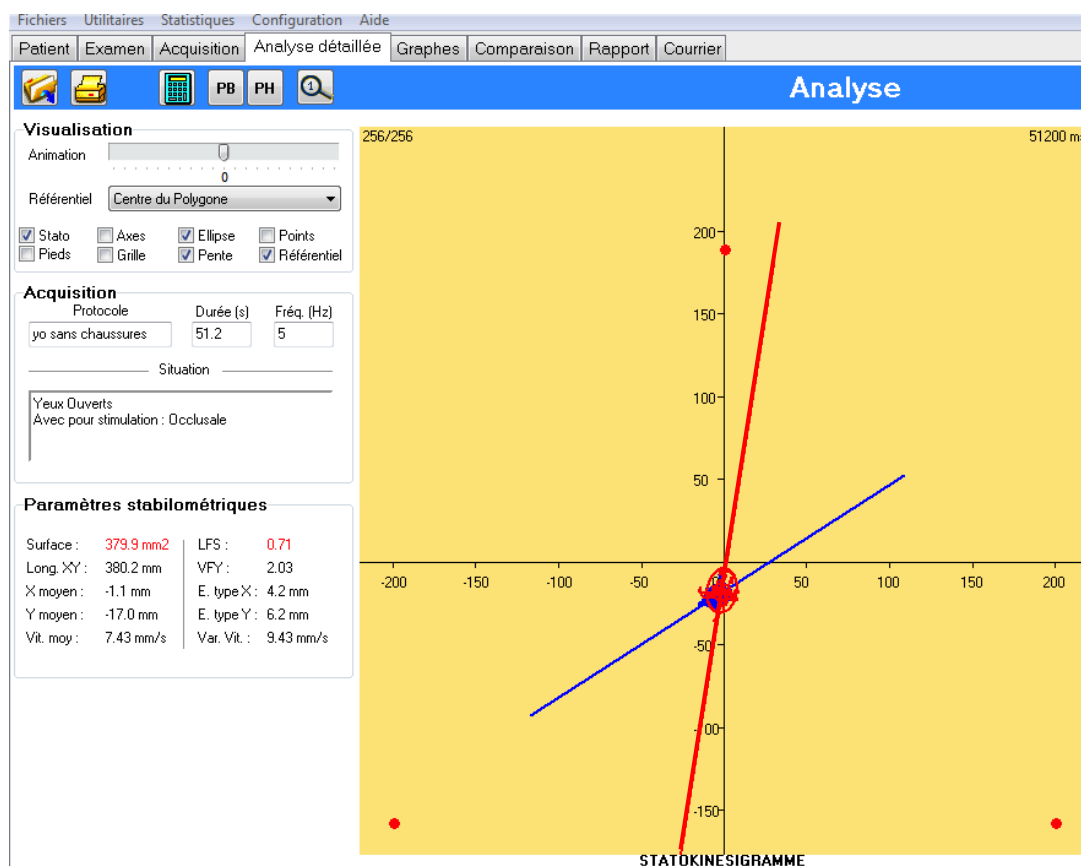 Fichiers Utilitaires Statistiques Configuration Aide
Patient Examen Acquisition Analyse détaillée Graphes Comparaison Rapport Courrier
PB PH 1 Analyse
Visualisation
Animation
0
Référentiel Centre du Polygone
Stato Axes Ellipse Points
Pieds Grille Pente Référentiel
Acquisition
Protocole Durée (s) Fréq. (Hz)
yo sans chaussures 51.2 5
Situation
Yeux Ouverts
Avec pour stimulation : Occlusale
Paramètres stabilométriques
Surface : 379.9 mm2 LFS : 0.71
Long. XY : 380.2 mm VFY : 2.03
X moyen : -1.1 mm E. type X : 4.2 mm
Y moyen : -17.0 mm E. type Y : 6.2 mm
Vit. moy : 7.43 mm/s Var. Vit. : 9.43 mm/s
256/256 51200 ms
200
150
100
50
-200 -150 -100 -50 50 100 150 200
-50
-100
-150
STATOKINESIGRAMME